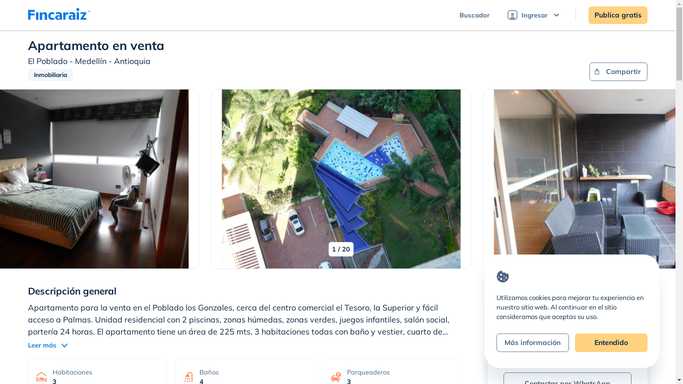 Fincaraiz
Buscador
Ingresar
Publica gratis
Apartamento en venta
El Poblado - Medellín - Antioquia
Inmobiliaria
Compartir
1 / 20
Descripción general
Apartamento para la venta en el Poblado los Gonzales, cerca del centro comercial el Tesoro, la Superior y fácil
acceso a Palmas. Unidad residencial con 2 piscinas, zonas húmedas, zonas verdes, juegos infantiles, salón social,
portería 24 horas. El apartamento tiene un área de 225 mts, 3 habitaciones todas con baño y vestier, cuarto de...
Leer más
Habitaciones
3
Baños
4
Parqueaderos
3
Utilizamos cookies para mejorar tu experiencia en
nuestro sitio web. Al continuar en el sitio
consideramos que aceptas su uso.
Más información
Entendido
Contactar por WhatsApp